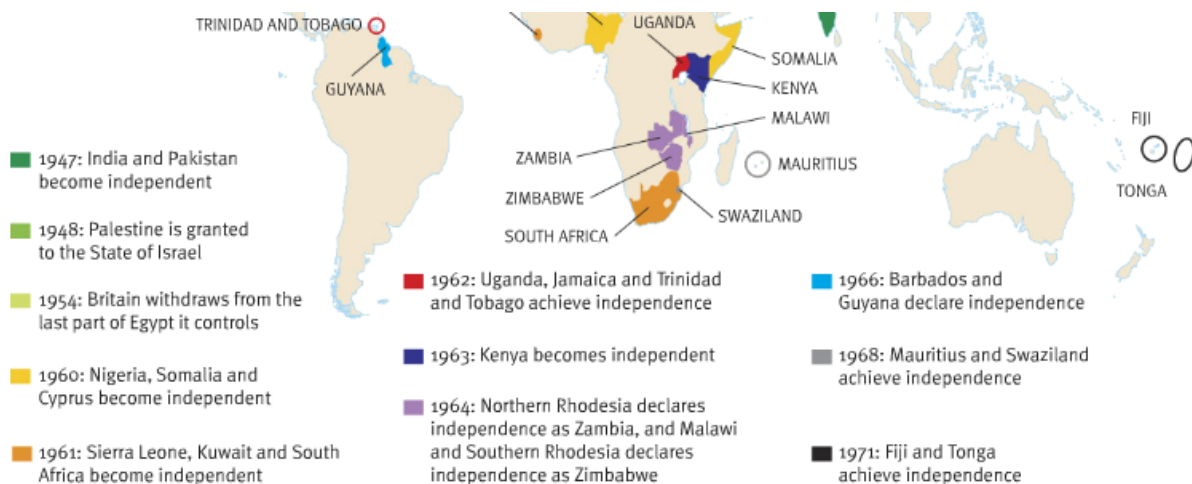 TRINIDAD AND TOBAGO
GUYANA
UGANDA
SOMALIA
KENYA
MALAWI
ZAMBIA
MAURITIUS
ZIMBABWE
SWAZILAND
SOUTH AFRICA
FIJI
TONGA
1947: India and Pakistan
become independent
1948: Palestine is granted
to the State of Israel
1954: Britain withdraws from the
last part of Egypt it controls
1960: Nigeria, Somalia and
Cyprus become independent
1961: Sierra Leone, Kuwait and South
Africa become independent
1962: Uganda, Jamaica and Trinidad
and Tobago achieve independence
1963: Kenya becomes independent
1964: Northern Rhodesia declares
independence as Zambia, and Malawi
and Southern Rhodesia declares
independence as Zimbabwe
1966: Barbados and
Guyana declare independence
1968: Mauritius and Swaziland
achieve independence
1971: Fiji and Tonga
achieve independence